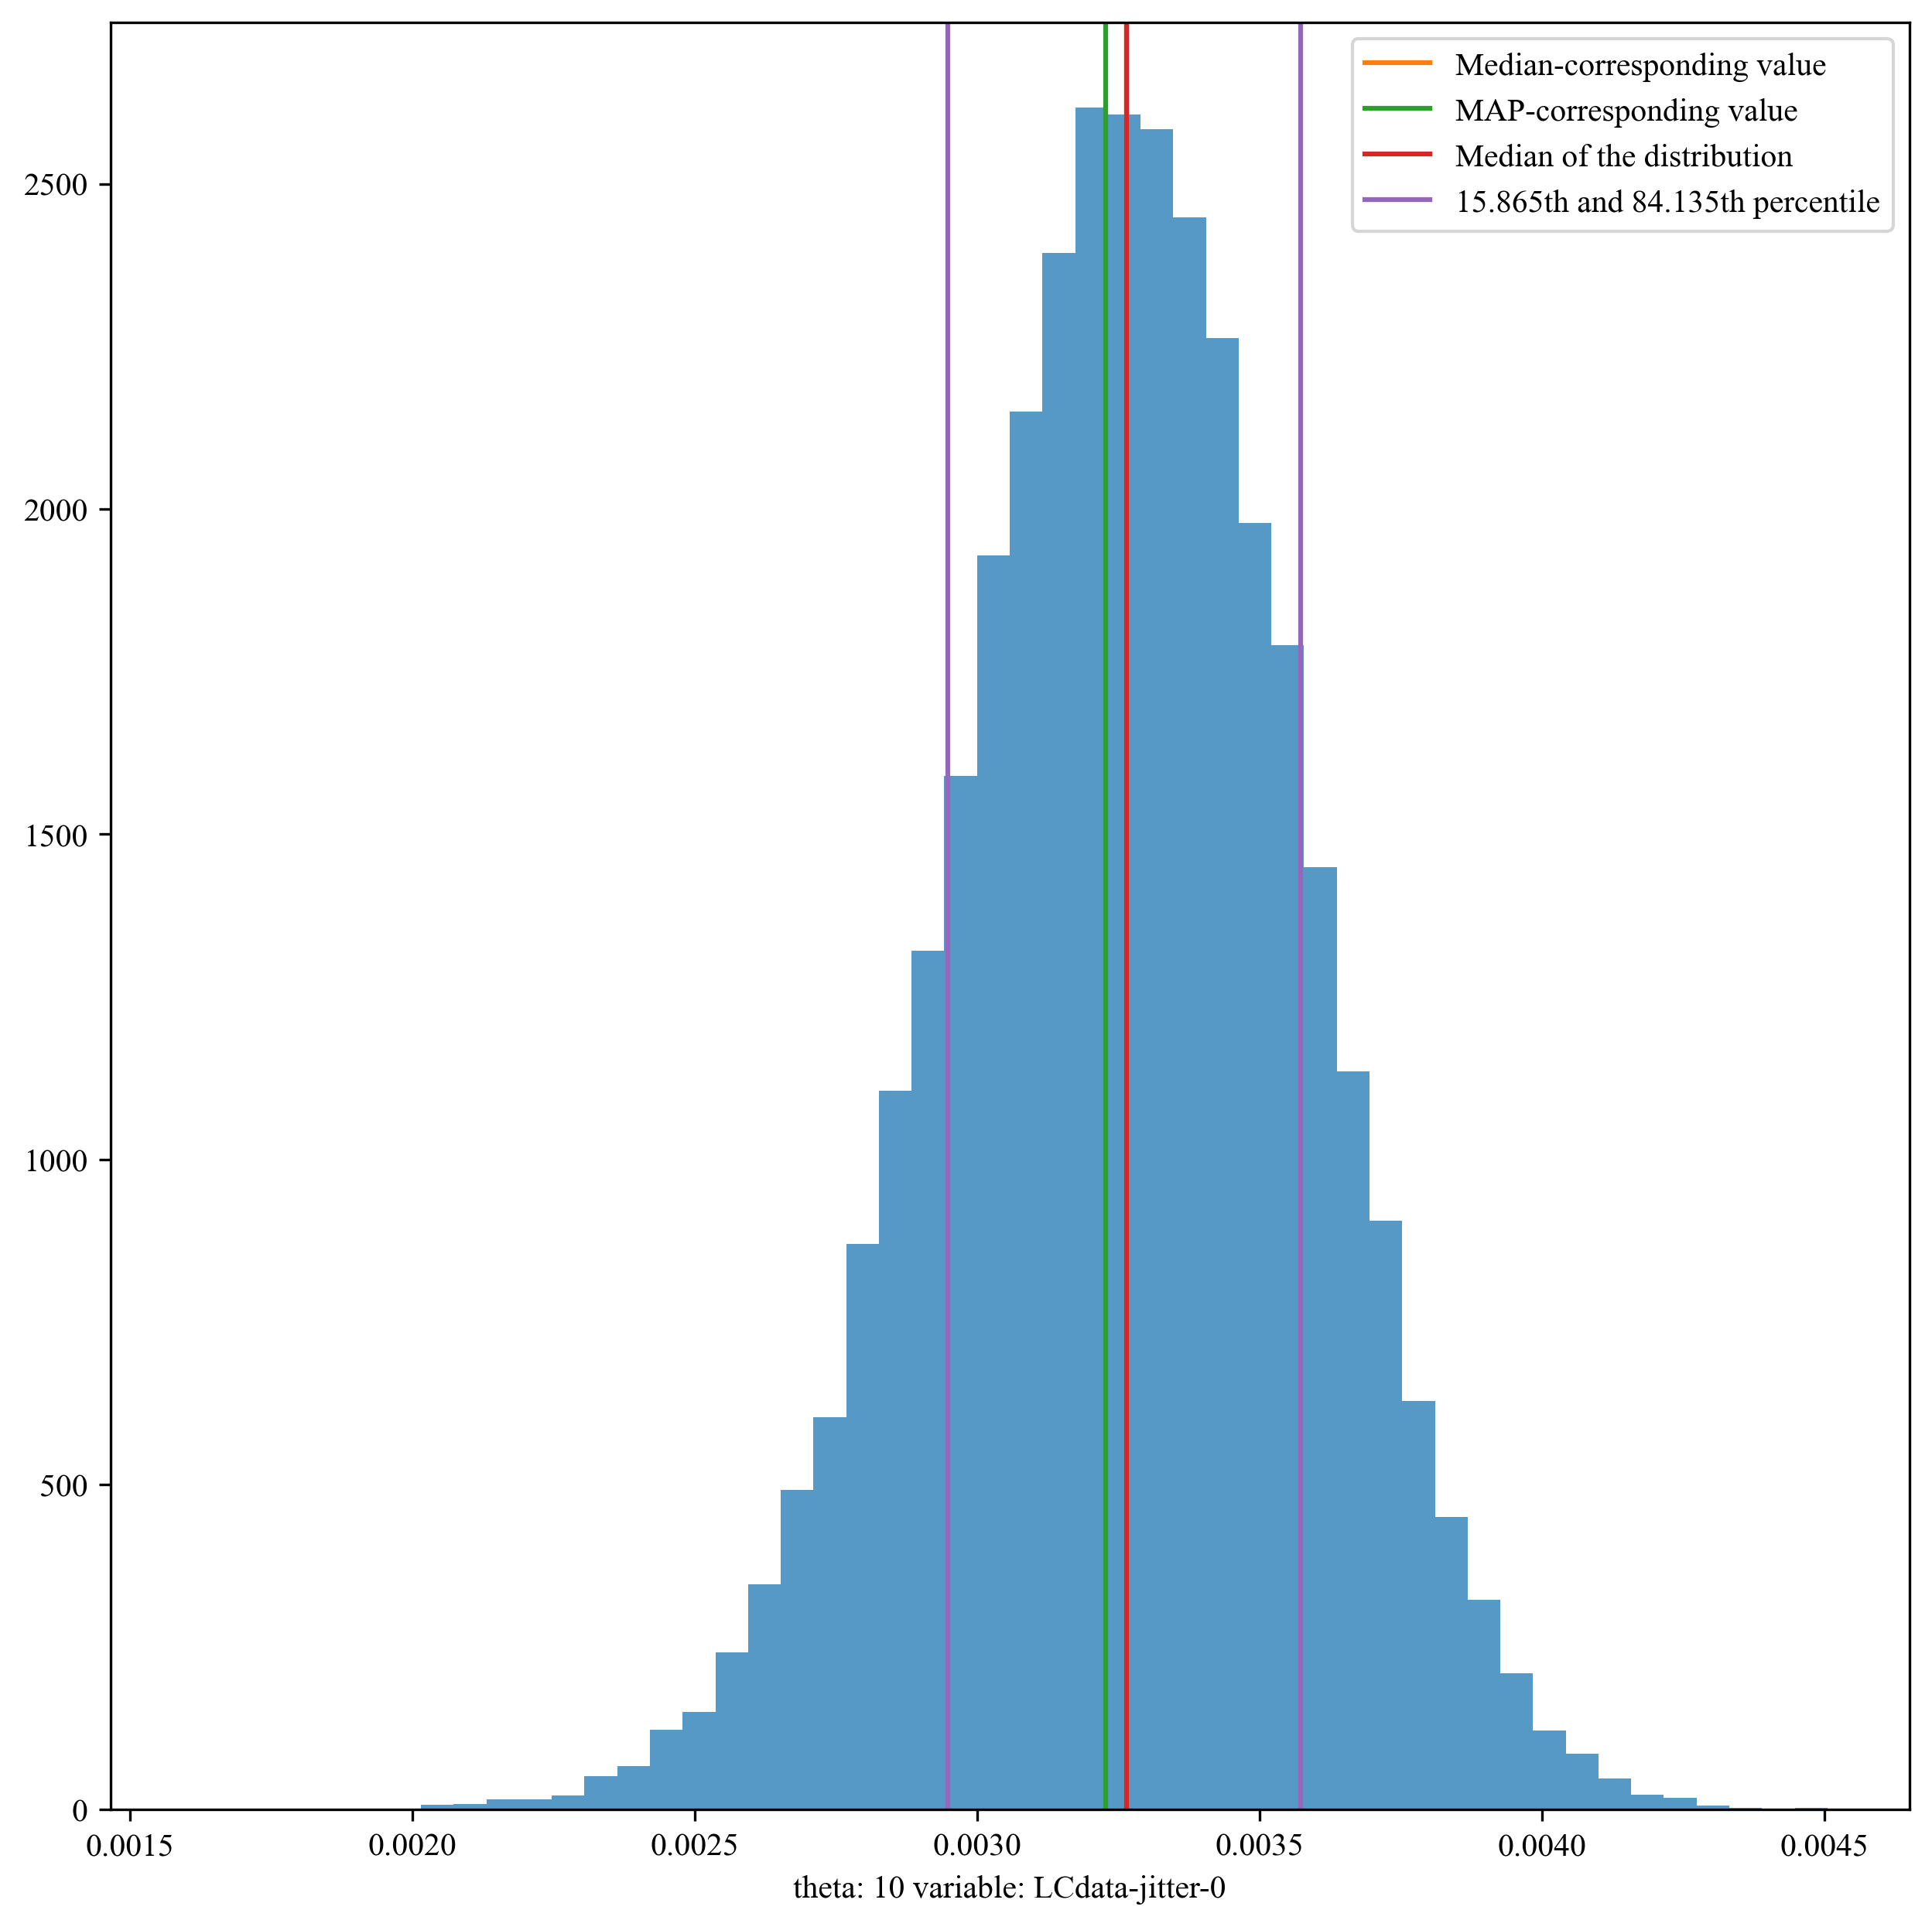 Median-corresponding value
MAP-corresponding value
Median of the distribution
15.865th and 84.135th percentile
2500
2000
1500
1000
500
0
0.0015 0.0020 0.0025 0.0030 0.0035 0.0040 0.0045
theta: 10 variable: LCdata-jitter-0